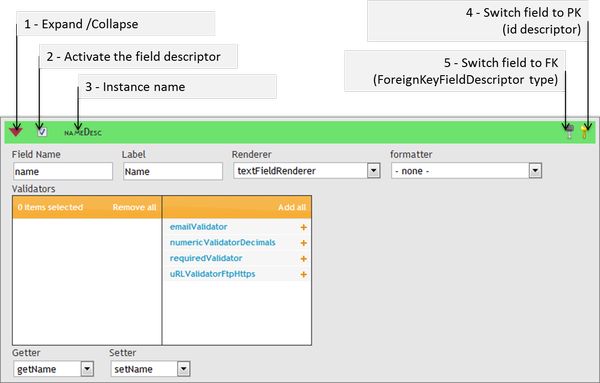 1 - Expand /Collapse
4 - Switch field to PK
(id descriptor)
2 - Activate the field descriptor
5 - Switch field to FK
(ForeignKeyFieldDescriptor type)
3 - Instance name
nameDesc
Field Name Label Renderer formatter
name Name textFieldRenderer - none -
Validators
0 items selected Remove all Add all
emailValidator
numericValidatorDecimals
requiredValidator
uRLValidatorFtpHttps
Getter Setter
getName setName